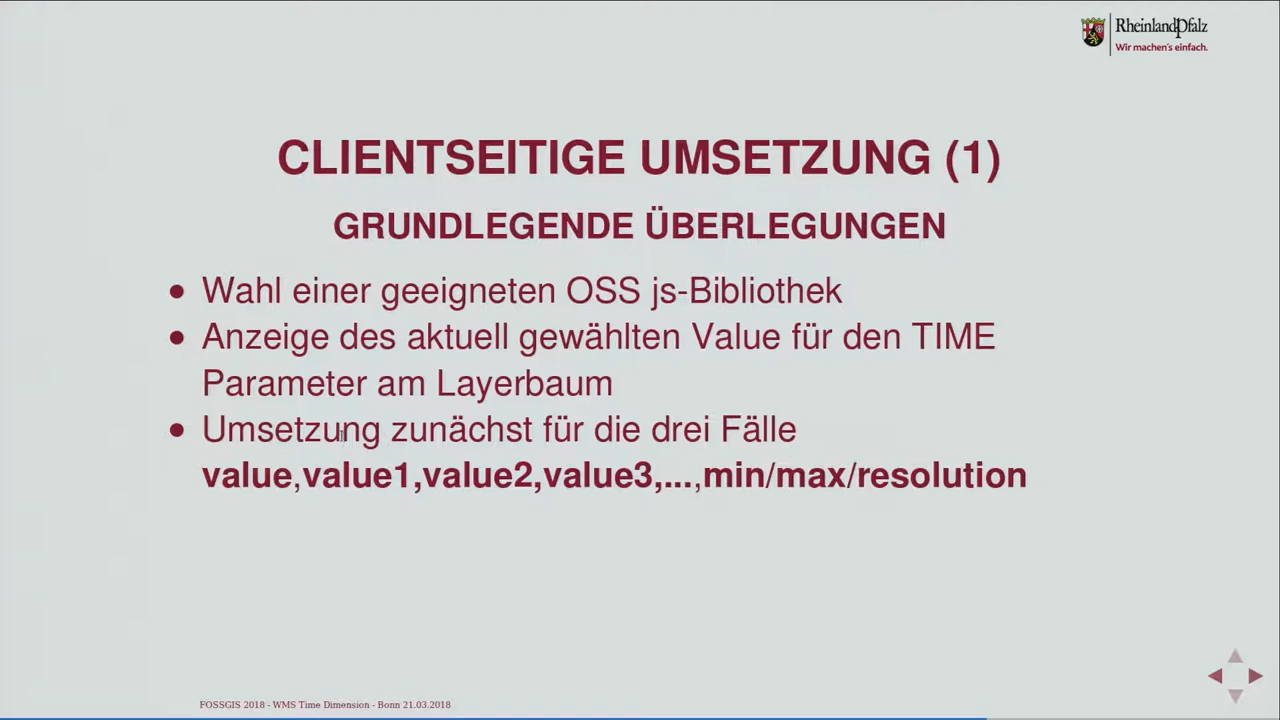 RheinlandPfalz
Wir machen's einfach.
CLIENTSEITIGE UMSETZUNG (1)
GRUNDLEGENDE ÜBERLEGUNGEN
• Wahl einer geeigneten OSS js-Bibliothek
• Anzeige des aktuell gewählten Value für den TIME
Parameter am Layerbaum
• Umsetzung zunächst für die drei Fälle
value,value1,value2,value3,...,min/max/resolution
FOSSGIS 2018 - WMS Time Dimension - Bonn 21.03.2018